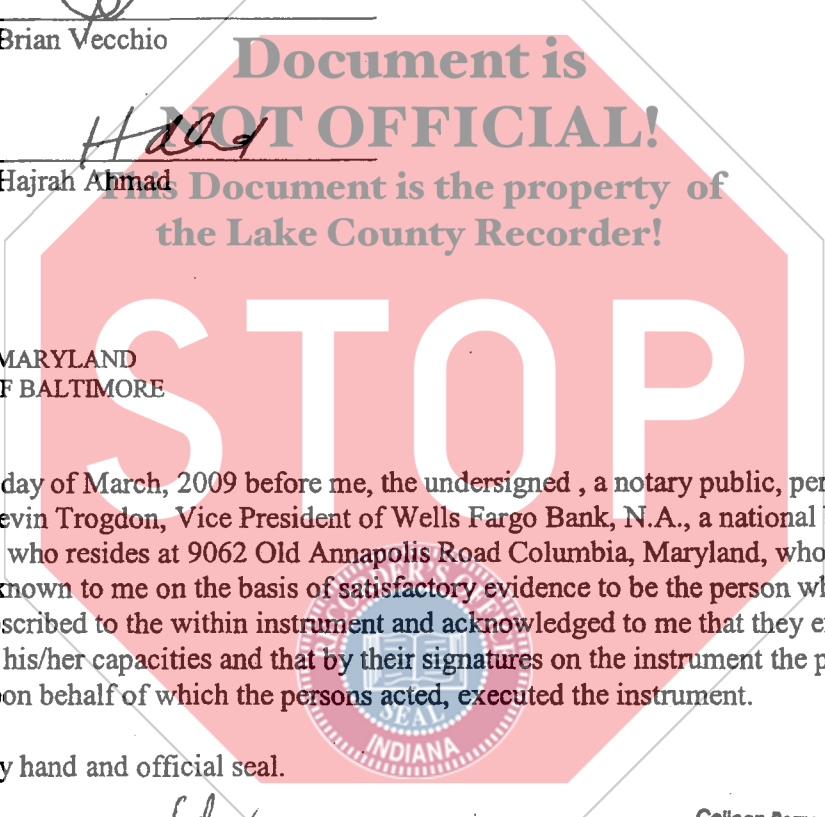 Brian Vecchio
Document is
NOT OFFICIAL!
Hajrah Ahmad
This Document is the property of
the Lake County Recorder!
STOP
MARYLAND
F BALTIMORE
day of March, 2009 before me, the undersigned , a notary public, per
evin Trogdon, Vice President of Wells Fargo Bank, N.A., a national
who resides at 9062 Old Annapolis Road Columbia, Maryland, who
known to me on the basis of satisfactory evidence to be the person wh
scribed to the within instrument and acknowledged to me that they e
his/her capacities and that by their signatures on the instrument the p
on behalf of which the persons acted, executed the instrument.
SEAL
INDIANA
y hand and official seal.